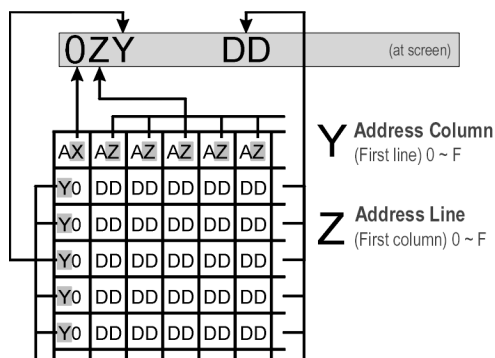 0ZY DD (at screen)
AX AZ AZ AZ AZ AZ
Y0 DD DD DD DD DD
Y0 DD DD DD DD DD
Y0 DD DD DD DD DD
Y0 DD DD DD DD DD
Y0 DD DD DD DD DD
Y Address Column
(First line) 0 ~ F
Z Address Line
(First column) 0 ~ F